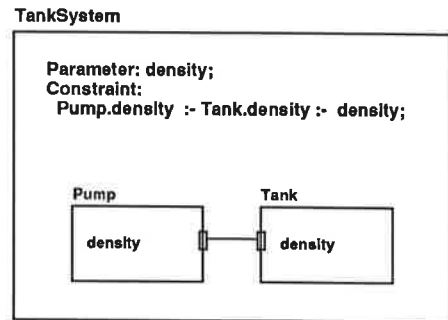 TankSystem
Parameter: density;
Constraint:
Pump.density :- Tank.density :- density;
Pump
Tank
density
density